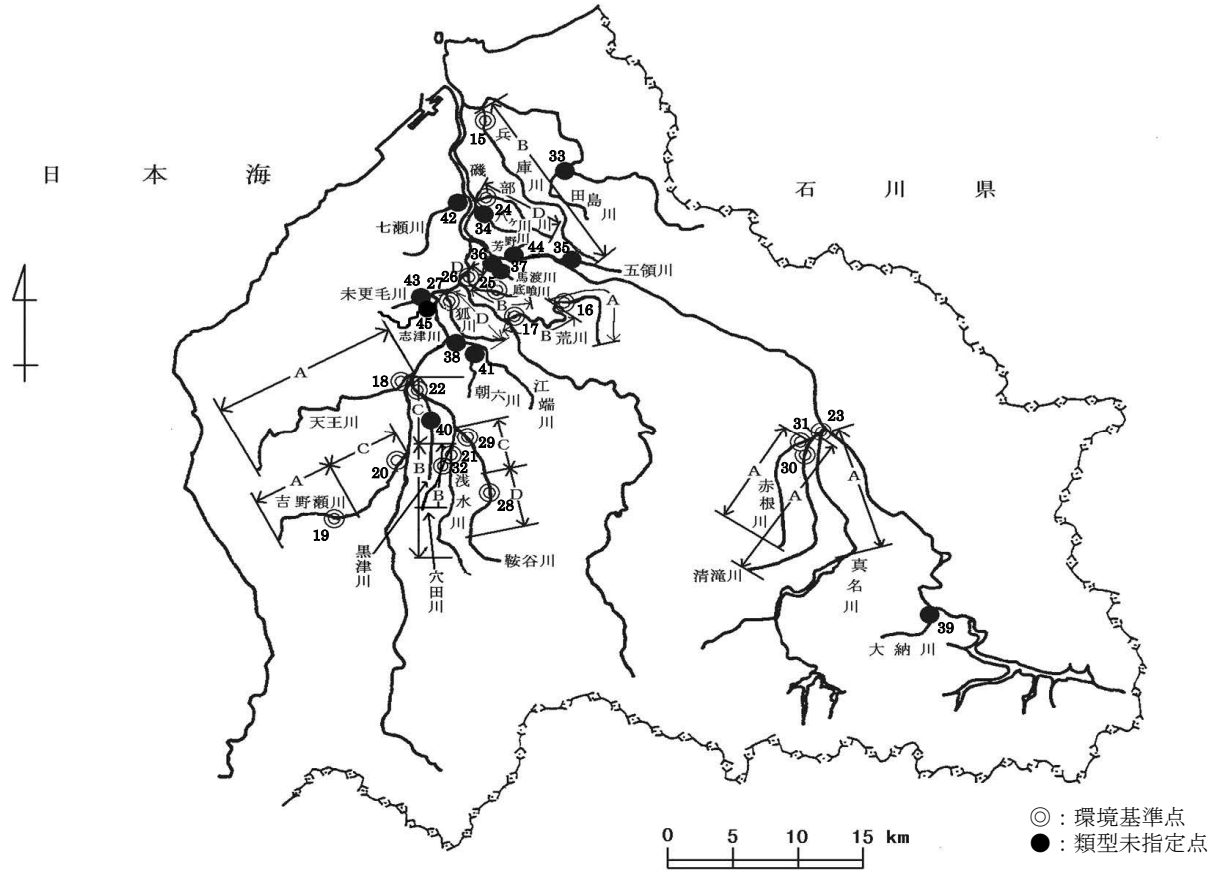 日本海
石川県
15
兵庫川
B
33
田島川
磯部川
D
24
34
八ヶ川
42
七瀬川
芳野川
44
35
五領川
36
37
馬渡川
D
26
25
底喰川
B
43
27
未更毛川
狐川
D
45
志津川
17
16
A
B
荒川
38
41
朝六川
江端川
A
18
22
天王川
C
40
29
C
21
32
B
B
浅水川
28
D
鞍谷川
20
C
A
吉野瀬川
19
黒津川
穴田川
31
23
30
A
赤根川
A
A
清滝川
真名川
39
大納川
0 5 10 15 km
◎：環境基準点
●：類型未指定点